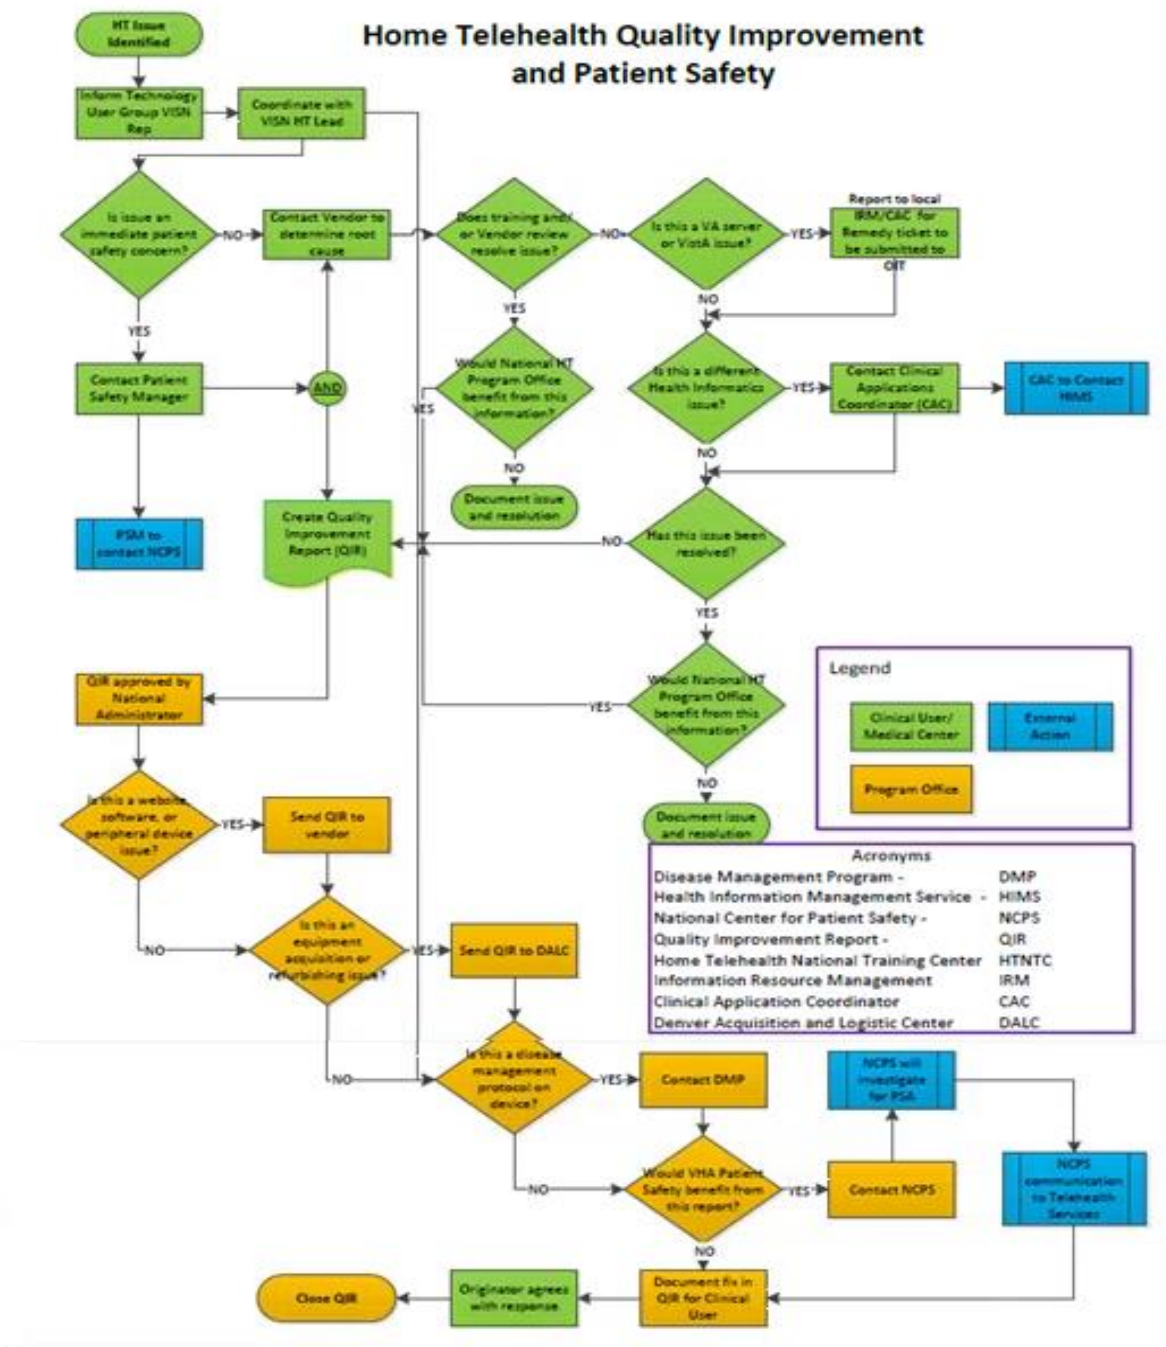 Home Telehealth Quality Improvement
and Patient Safety
HT Issue
Identified
Inform Technology
User Group VISN
Rep
Coordinate with
VISN HT Lead
Is issue an
immediate patient
safety concern?
NO
Contact Vendor to
determine root
cause
Does training and/
or Vendor review
resolve issue?
NO
Is this a VA server
or VistA issue?
YES
Report to local
IRM/CAC for
Remedy ticket to
be submitted to
OIT
YES
YES
NO
Contact Patient
Safety Manager
AND
YES
Would National HT
Program Office
benefit from this
information?
Is this a different
Health Informatics
issue?
YES
Contact Clinical
Applications
Coordinator (CAC)
CAC to Contact
HIMS
NO
NO
Document issue
and resolution
PSM to
contact NCPS
Create Quality
Improvement
Report (QIR)
NO
Has this issue been
resolved?
YES
QIR approved by
National
Administrator
YES
Would National HT
Program Office
benefit from this
information?
NO
Document issue
and resolution
Legend
Clinical User/
Medical Center
External
Action
Program Office
Is this a website,
software, or
peripheral device
issue?
YES
Send QIR to
vendor
NO
Is this an
equipment
acquisition or
refurbishing issue?
YES
Send QIR to DALC
Acronyms
Disease Management Program - DMP
Health Information Management Service - HIMS
National Center for Patient Safety - NCPS
Quality Improvement Report - QIR
Home Telehealth National Training Center HTNTC
Information Resource Management IRM
Clinical Application Coordinator CAC
Denver Acquisition and Logistic Center DALC
NO
Is this a disease
management
protocol on
device?
YES
Contact DMP
NCPS will
investigate
for PSA
NO
Would VHA Patient
Safety benefit from
this report?
YES
Contact NCPS
NCPS
communication
to Telehealth
Services
NO
Close QIR
Originator agrees
with response
Document fix in
QIR for Clinical
User